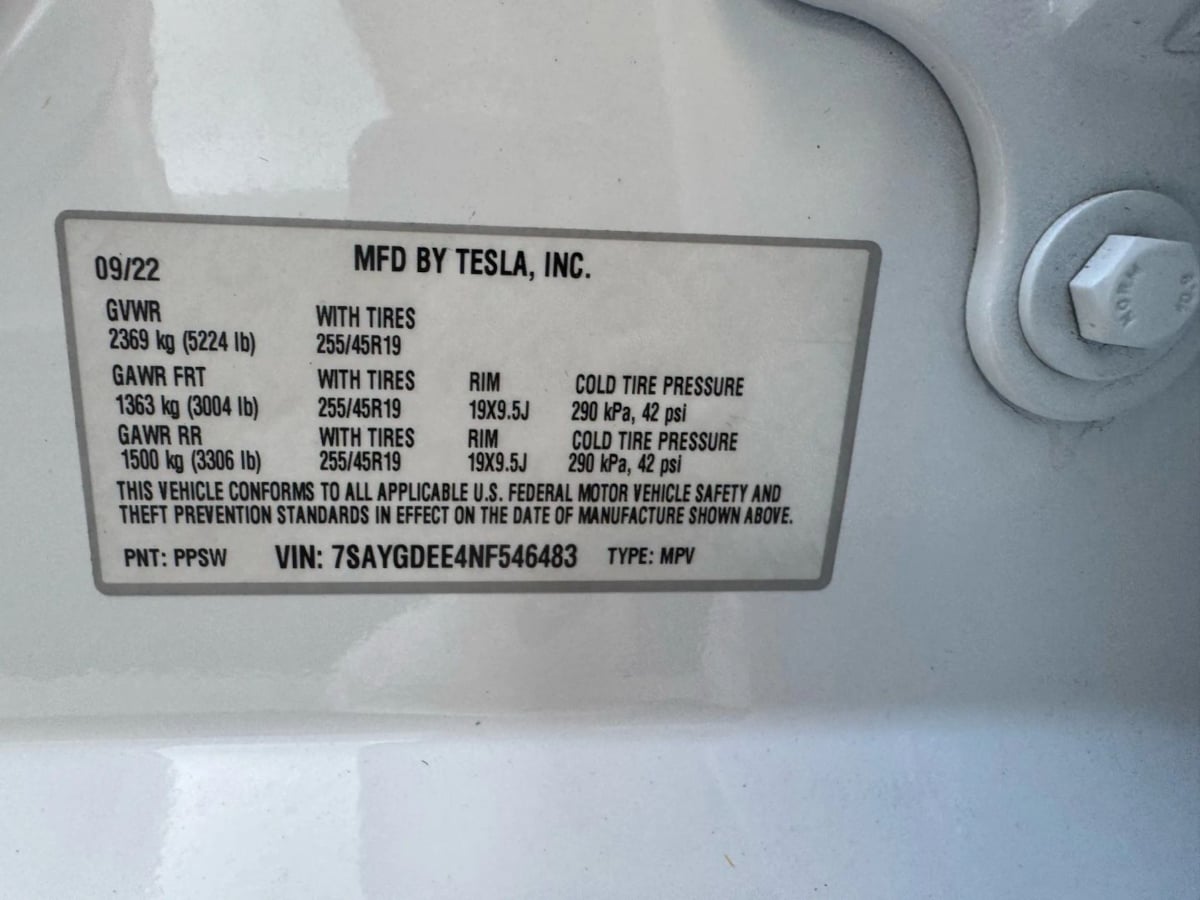 09/22 MFD BY TESLA, INC.
GVWR WITH TIRES
2369 kg (5224 lb) 255/45R19
GAWR FRT WITH TIRES RIM COLD TIRE PRESSURE
1363 kg (3004 lb) 255/45R19 19X9.5J 290 kPa, 42 psi
GAWR RR WITH TIRES RIM COLD TIRE PRESSURE
1500 kg (3306 lb) 255/45R19 19X9.5J 290 kPa, 42 psi
THIS VEHICLE CONFORMS TO ALL APPLICABLE U.S. FEDERAL MOTOR VEHICLE SAFETY AND
THEFT PREVENTION STANDARDS IN EFFECT ON THE DATE OF MANUFACTURE SHOWN ABOVE.
PNT: PPSW VIN: 7SAYGDEE4NF546483 TYPE: MPV